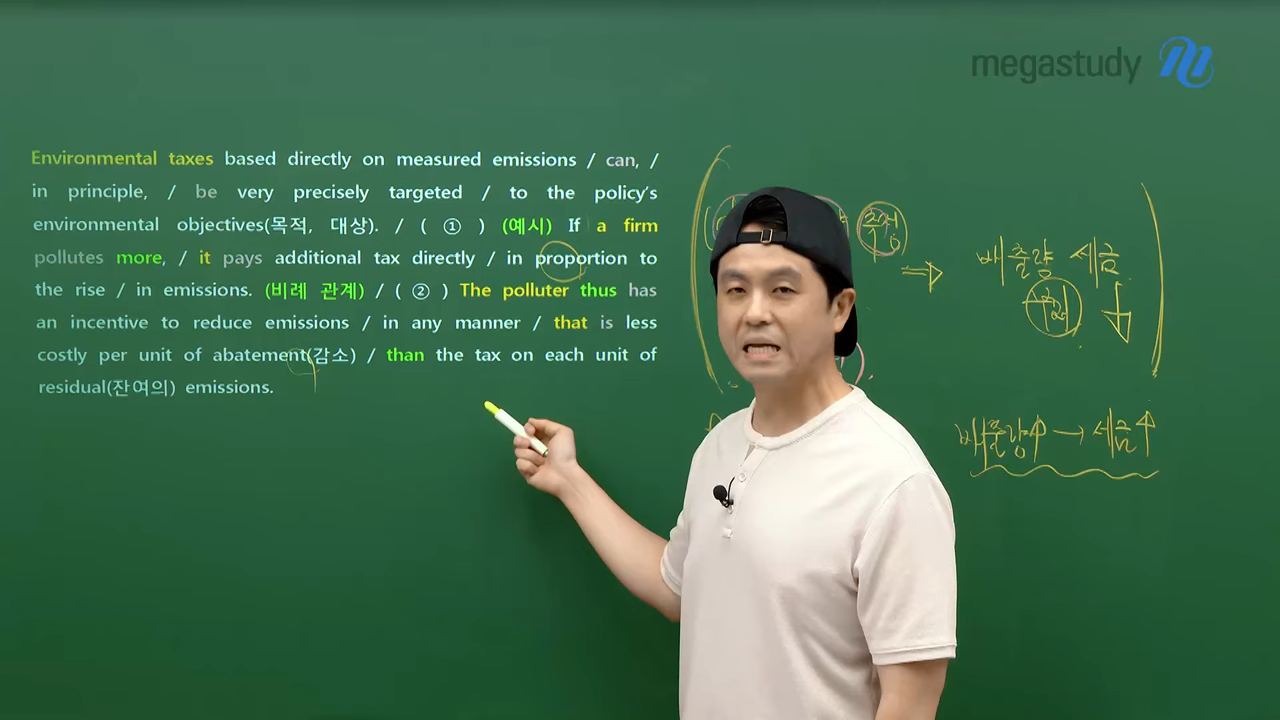 megastudy
Environmental taxes based directly on measured emissions / can, /
in principle, / be very precisely targeted / to the policy's
environmental objectives(목적, 대상). / ( ① ) (예시) If a firm
pollutes more, / it pays additional tax directly / in proportion to
the rise / in emissions. (비례 관계) / ( ② ) The polluter thus has
an incentive to reduce emissions / in any manner / that is less
costly per unit of abatement(감소) / than the tax on each unit of
residual(잔여의) emissions.
배출량 세금
배출량↑ → 세금↑